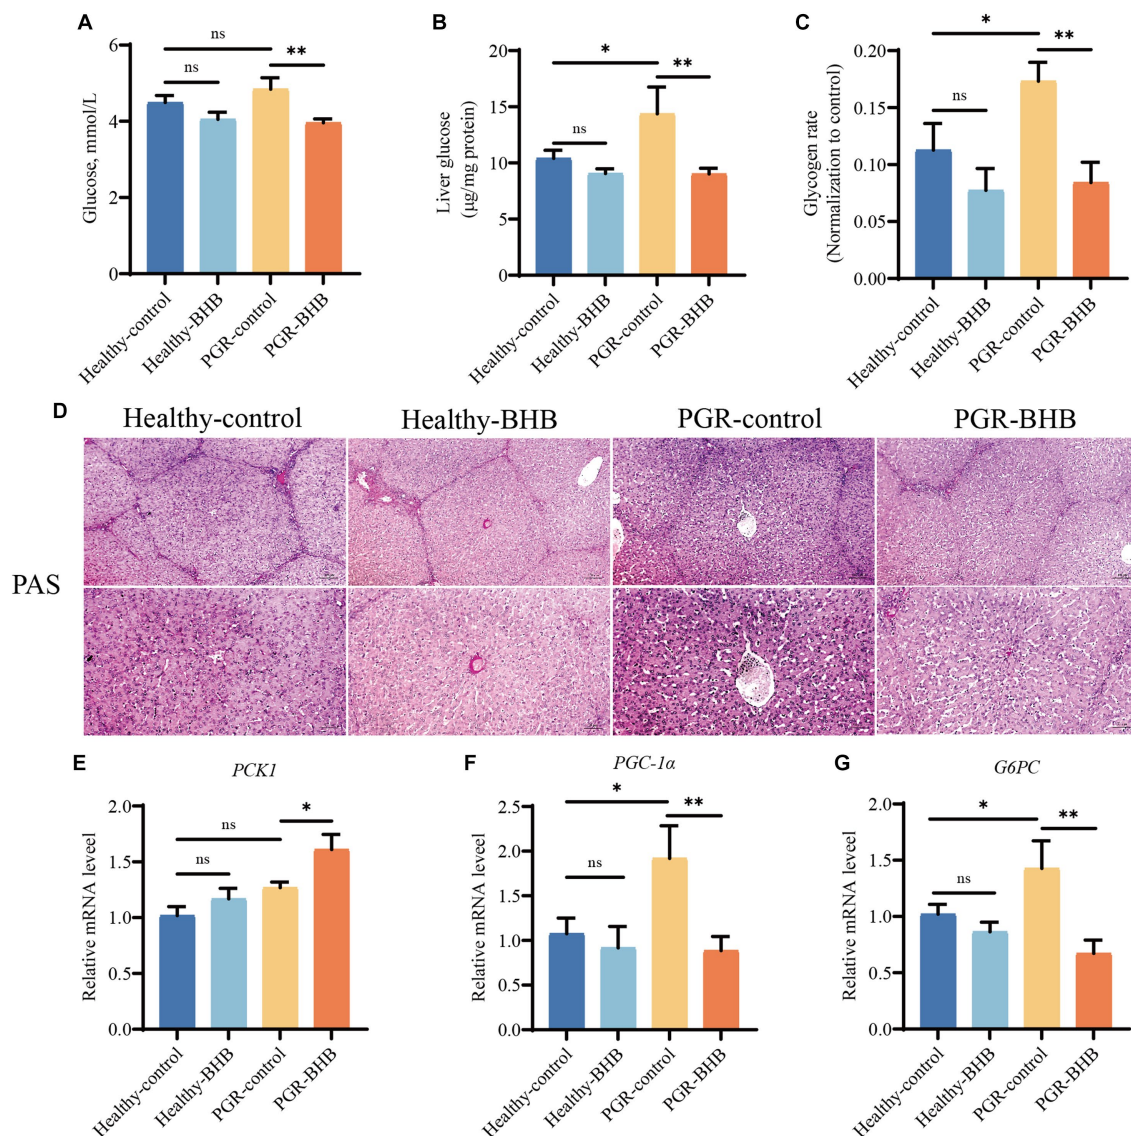 A
Glucose, mmol/L
6
4
2
0
ns
ns
**
Healthy-control
Healthy-BHB
PGR-control
PGR-BHB
B
Liver glucose
(μg/mg protein)
20
15
10
5
0
*
**
ns
Healthy-control
Healthy-BHB
PGR-control
PGR-BHB
C
Glycogen rate
(Normalization to control)
0.20
0.15
0.10
0.05
0.00
*
**
ns
Healthy-control
Healthy-BHB
PGR-control
PGR-BHB
D
Healthy-control Healthy-BHB PGR-control PGR-BHB
PAS
E
PCK1
Relative mRNA leveel
2.0
1.5
1.0
0.5
0.0
*
ns
ns
Healthy-control
Healthy-BHB
PGR-control
PGR-BHB
F
PGC-1α
Relative mRNA leveel
2.5
2.0
1.5
1.0
0.5
0.0
*
**
ns
Healthy-control
Healthy-BHB
PGR-control
PGR-BHB
G
G6PC
Relative mRNA leveel
2.0
1.5
1.0
0.5
0.0
*
**
ns
Healthy-control
Healthy-BHB
PGR-control
PGR-BHB